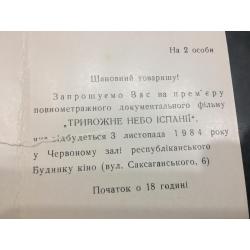 На 2 особи
Шановний товаришу!
Запрошуємо Вас на прем'єру
повнометражного документального фільму
„ТРИВОЖНЕ НЕБО ІСПАНІЇ",
відбудеться 3 листопада 1984 року
у Червоному залі республіканського
Будинку кіно (вул. Саксаганського, 6)
Початок о 18 годині